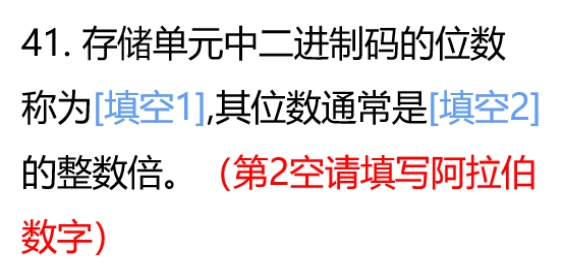 41. 存储单元中二进制码的位数
称为[填空1],其位数通常是[填空2]
的整数倍。（第2空请填写阿拉伯
数字）